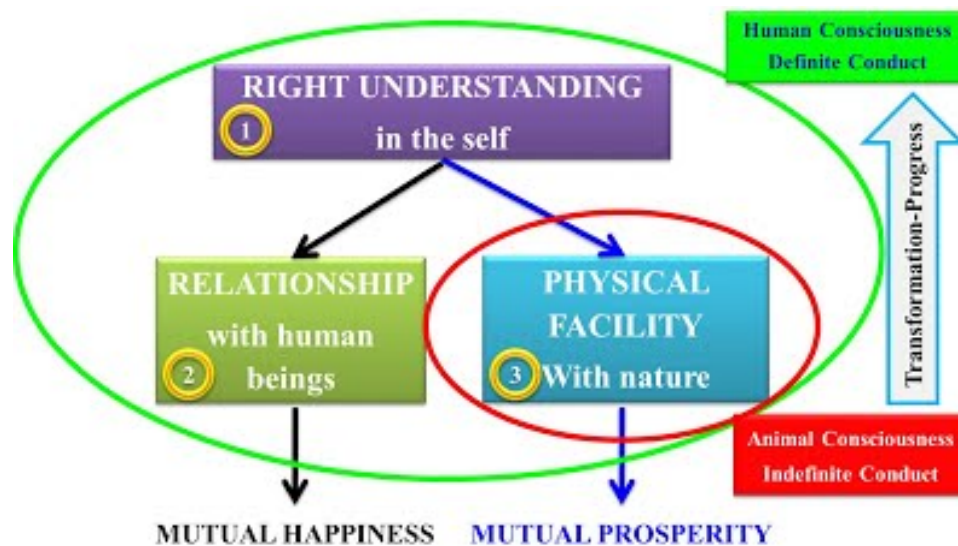 Human Consciousness
Definite Conduct
RIGHT UNDERSTANDING
1
in the self
Transformation-Progress
RELATIONSHIP
with human
2
beings
PHYSICAL
FACILITY
3
With nature
Animal Consciousness
Indefinite Conduct
MUTUAL HAPPINESS
MUTUAL PROSPERITY